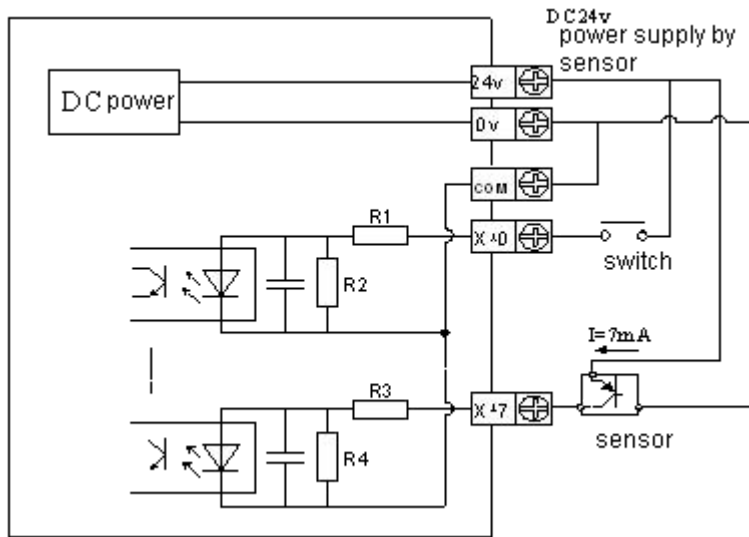 DC24v
power supply by
sensor
DC power
24v
0v
COM
R1
X*0
R2
switch
I=7mA
R3
X*7
R4
sensor